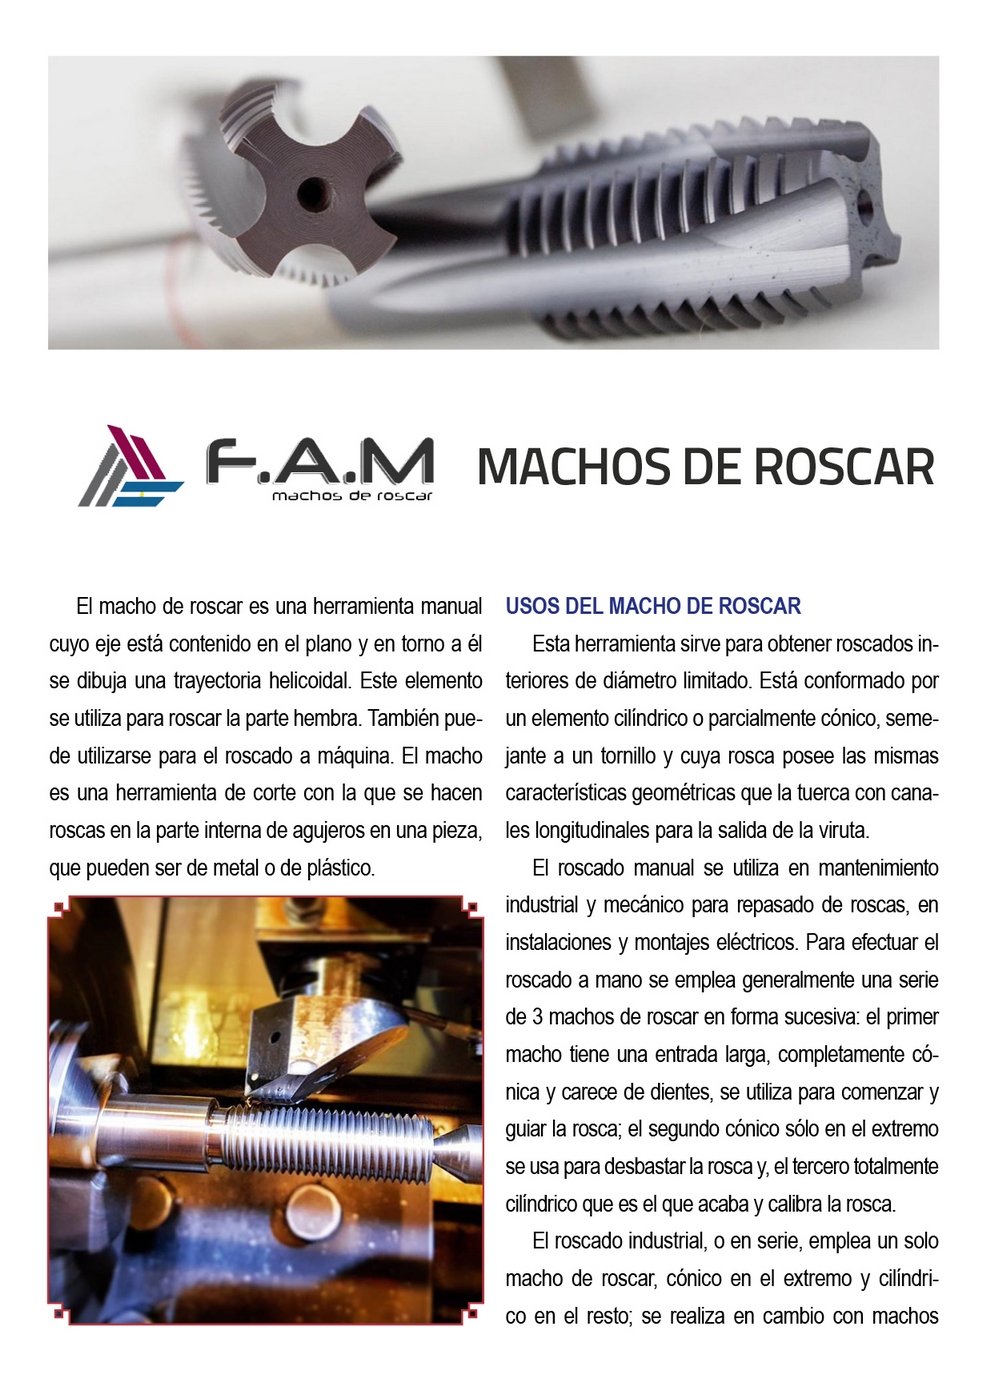 F.A.M
machos de roscar
MACHOS DE ROSCAR
El macho de roscar es una herramienta manual
cuyo eje está contenido en el plano y en torno a él
se dibuja una trayectoria helicoidal. Este elemento
se utiliza para roscar la parte hembra. También pue-
de utilizarse para el roscado a máquina. El macho
es una herramienta de corte con la que se hacen
roscas en la parte interna de agujeros en una pieza,
que pueden ser de metal o de plástico.
USOS DEL MACHO DE ROSCAR
Esta herramienta sirve para obtener roscados in-
teriores de diámetro limitado. Está conformado por
un elemento cilíndrico o parcialmente cónico, seme-
jante a un tornillo y cuya rosca posee las mismas
características geométricas que la tuerca con cana-
les longitudinales para la salida de la viruta.
El roscado manual se utiliza en mantenimiento
industrial y mecánico para repasado de roscas, en
instalaciones y montajes eléctricos. Para efectuar el
roscado a mano se emplea generalmente una serie
de 3 machos de roscar en forma sucesiva: el primer
macho tiene una entrada larga, completamente có-
nica y carece de dientes, se utiliza para comenzar y
guiar la rosca; el segundo cónico sólo en el extremo
se usa para desbastar la rosca y, el tercero totalmente
cilíndrico que es el que acaba y calibra la rosca.
El roscado industrial, o en serie, emplea un solo
macho de roscar, cónico en el extremo y cilíndri-
co en el resto; se realiza en cambio con machos